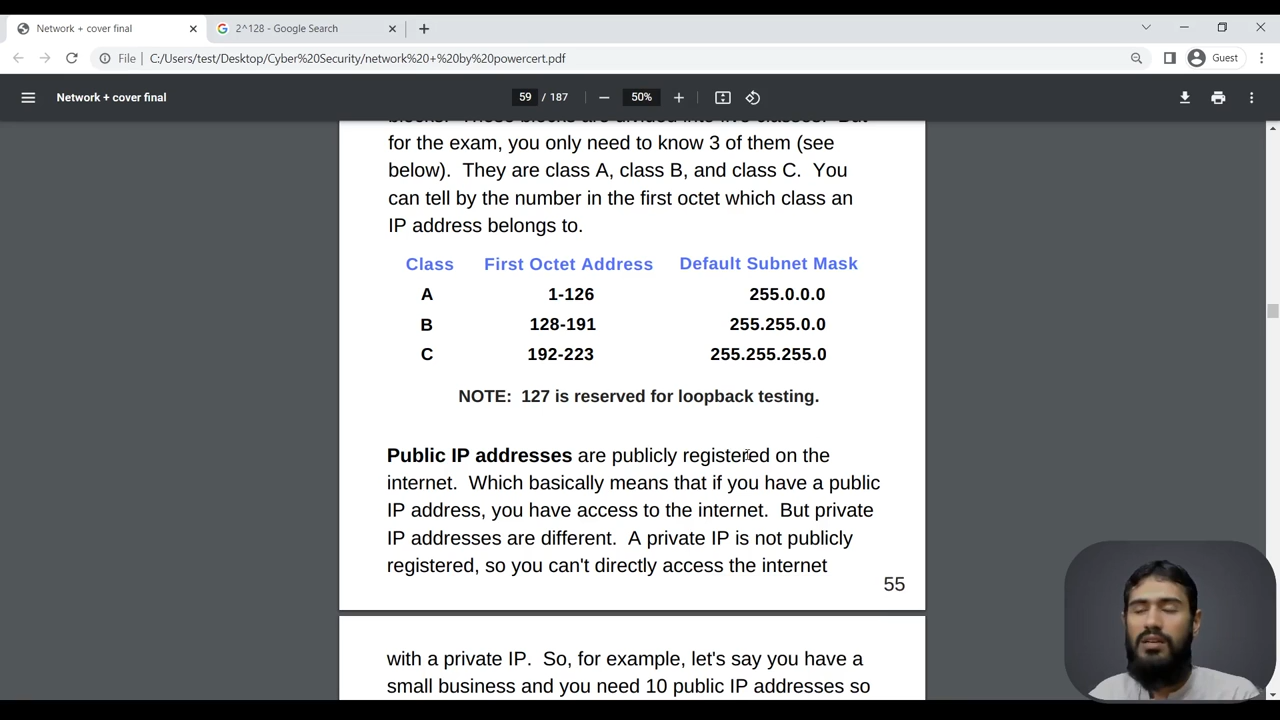 Network + cover final
2^128 - Google Search
File
C:/Users/test/Desktop/Cyber%20Security/network%20+%20by%20powercert.pdf
Guest
Network + cover final
59 / 187
50%
for the exam, you only need to know 3 of them (see
below). They are class A, class B, and class C. You
can tell by the number in the first octet which class an
IP address belongs to.
Class First Octet Address Default Subnet Mask
A 1-126 255.0.0.0
B 128-191 255.255.0.0
C 192-223 255.255.255.0
NOTE: 127 is reserved for loopback testing.
Public IP addresses are publicly registered on the
internet. Which basically means that if you have a public
IP address, you have access to the internet. But private
IP addresses are different. A private IP is not publicly
registered, so you can't directly access the internet
55
with a private IP. So, for example, let's say you have a
small business and you need 10 public IP addresses so